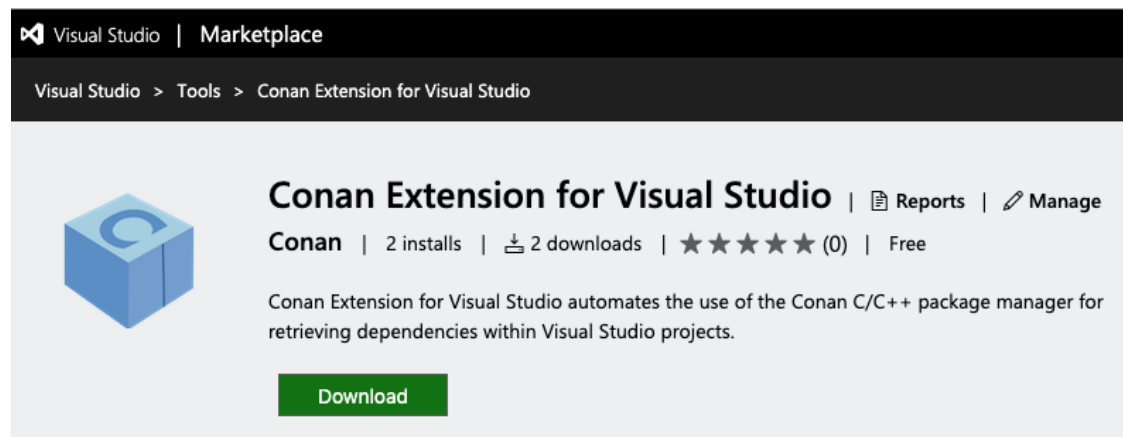 Visual Studio | Marketplace
Visual Studio > Tools > Conan Extension for Visual Studio
Conan Extension for Visual Studio | Reports | Manage
Conan | 2 installs | 2 downloads | ★★★★★ (0) | Free
Conan Extension for Visual Studio automates the use of the Conan C/C++ package manager for
retrieving dependencies within Visual Studio projects.
Download